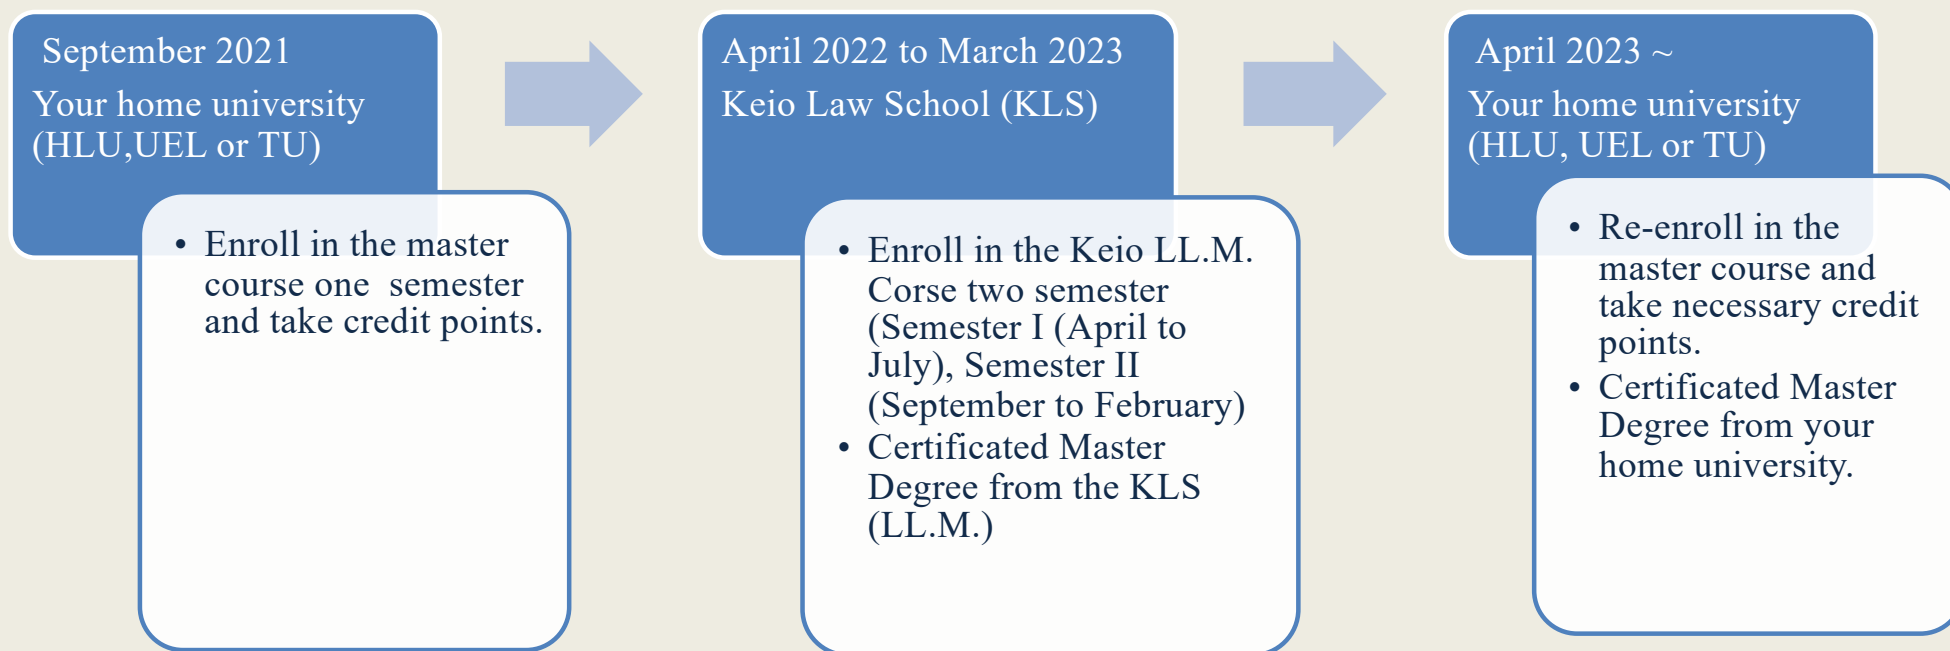 September 2021
Your home university
(HLU,UEL or TU)
• Enroll in the master
course one  semester
and take credit points.
April 2022 to March 2023
Keio Law School (KLS)
• Enroll in the Keio LL.M.
Corse two semester
(Semester I (April to
July), Semester II
(September to February)
• Certificated Master
Degree from the KLS
(LL.M.)
April 2023 ~
Your home university
(HLU, UEL or TU)
• Re-enroll in the
master course and
take necessary credit
points.
• Certificated Master
Degree from your
home university.